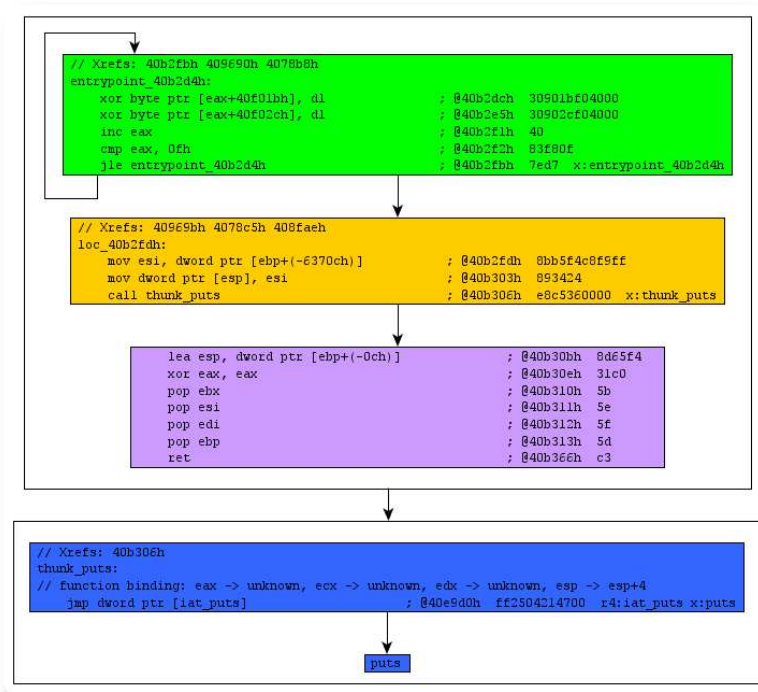 // Xrefs: 40b2fbh 409690h 4078b8h
entrypoint_40b2d4h:
xor byte ptr [eax+40f01bh], dl ; @40b2dch 30901bf04000
xor byte ptr [eax+40f02ch], dl ; @40b2e5h 30902cf04000
inc eax ; @40b2f1h 40
cmp eax, 0fh ; @40b2f2h 83f80f
jle entrypoint_40b2d4h ; @40b2fbh 7ed7 x:entrypoint_40b2d4h
// Xrefs: 40969bh 4078c5h 408faeh
loc_40b2fdh:
mov esi, dword ptr [ebp+(-6370ch)] ; @40b2fdh 8bb5f4c8f9ff
mov dword ptr [esp], esi ; @40b303h 893424
call thunk_puts ; @40b306h e8c5360000 x:thunk_puts
lea esp, dword ptr [ebp+(-0ch)] ; @40b30bh 8d65f4
xor eax, eax ; @40b30eh 31c0
pop ebx ; @40b310h 5b
pop esi ; @40b311h 5e
pop edi ; @40b312h 5f
pop ebp ; @40b313h 5d
ret ; @40b366h c3
// Xrefs: 40b306h
thunk_puts:
// function binding: eax -> unknown, ecx -> unknown, edx -> unknown, esp -> esp+4
jmp dword ptr [iat_puts] ; @40e9d0h ff2504214700 r4:iat_puts x:puts
puts